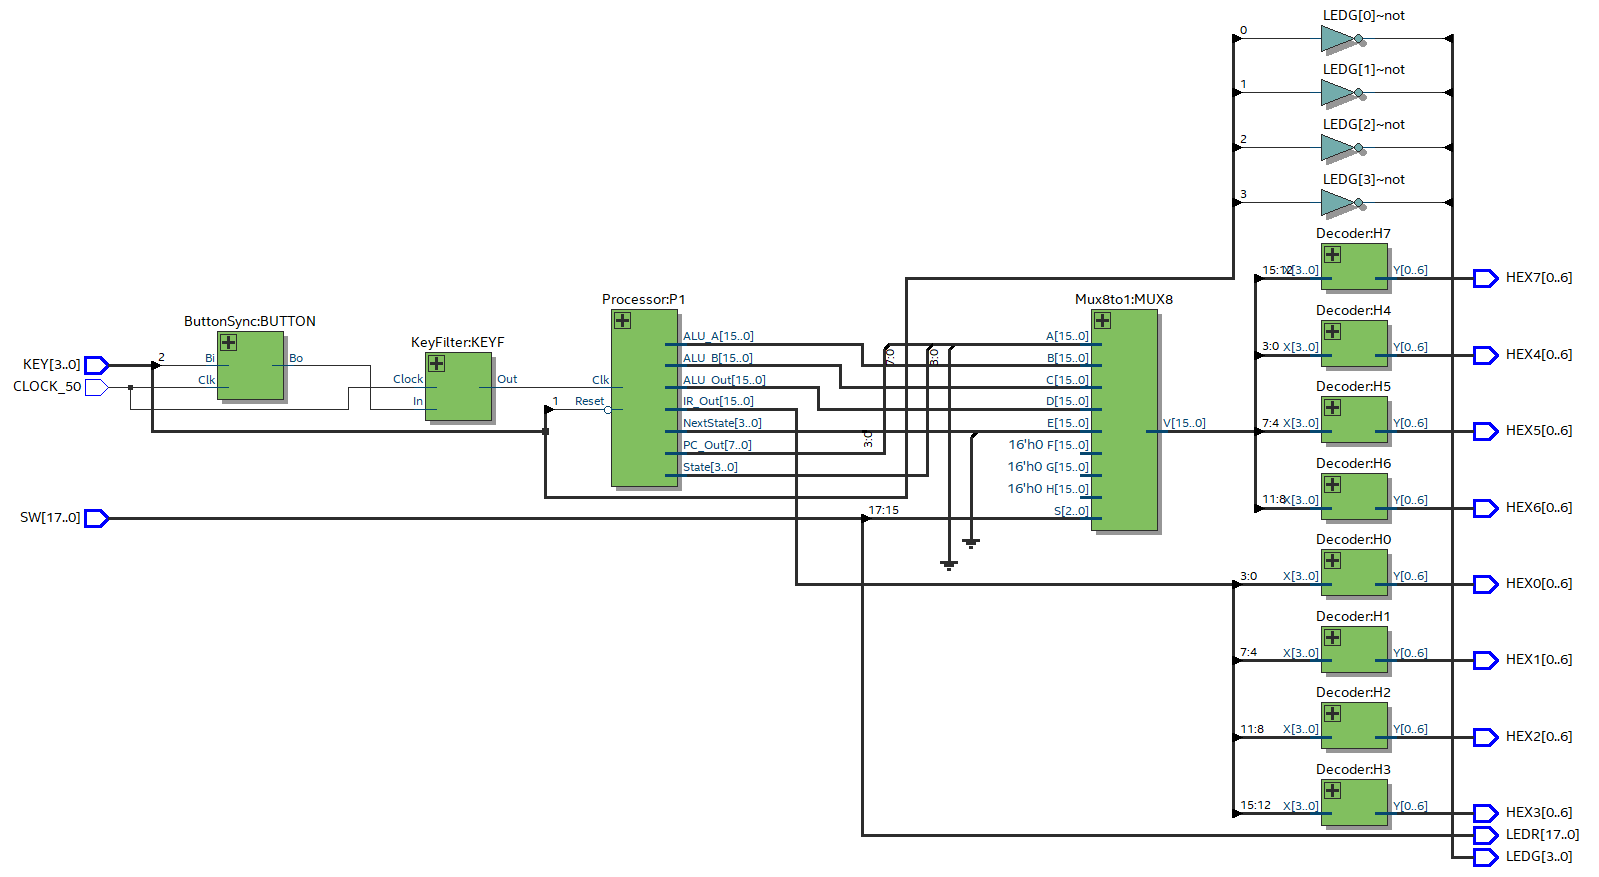 LEDG[0]~not
0
LEDG[1]~not
1
LEDG[2]~not
2
LEDG[3]~not
3
Decoder:H7
15:12 X[3..0] Y[0..6] HEX7[0..6]
Decoder:H4
3:0 X[3..0] Y[0..6] HEX4[0..6]
Decoder:H5
7:4 X[3..0] Y[0..6] HEX5[0..6]
Decoder:H6
11:8 X[3..0] Y[0..6] HEX6[0..6]
Decoder:H0
3:0 X[3..0] Y[0..6] HEX0[0..6]
Decoder:H1
7:4 X[3..0] Y[0..6] HEX1[0..6]
Decoder:H2
11:8 X[3..0] Y[0..6] HEX2[0..6]
Decoder:H3
15:12 X[3..0] Y[0..6] HEX3[0..6]
LEDR[17..0]
LEDG[3..0]
KEY[3..0]
CLOCK_50
SW[17..0]
2
ButtonSync:BUTTON
Bi Bo
Clk
KeyFilter:KEYF
Clock Out
In
1
Processor:P1
Clk
Reset
ALU_A[15..0]
ALU_B[15..0]
ALU_Out[15..0]
IR_Out[15..0]
NextState[3..0]
PC_Out[7..0]
State[3..0]
7:0
3:0
3:0
17:15
Mux8to1:MUX8
A[15..0]
B[15..0]
C[15..0]
D[15..0]
E[15..0]
16'h0 F[15..0]
16'h0 G[15..0]
16'h0 H[15..0]
S[2..0]
V[15..0]